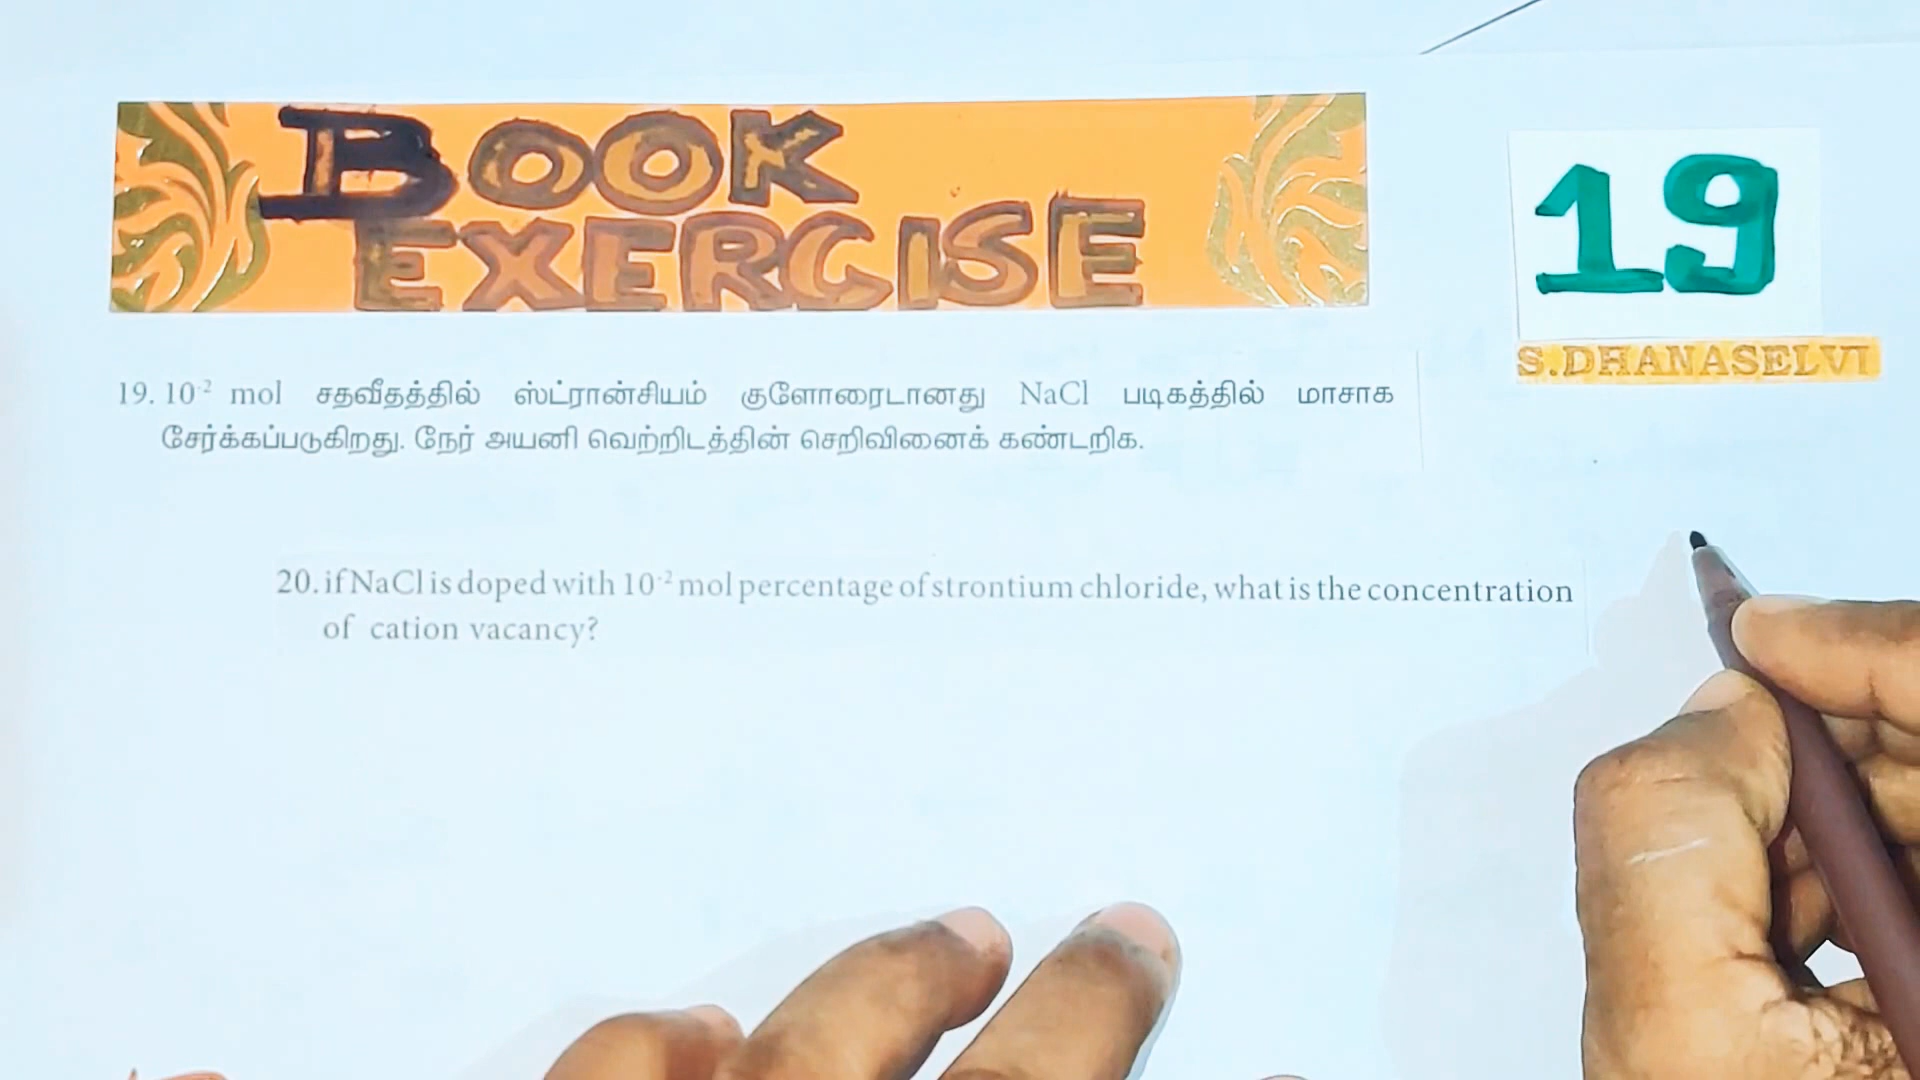 BOOK
EXERCISE
19
S.DHANASELVI
19. 10⁻² mol சதவீதத்தில் ஸ்ட்ரான்சியம் குளோரைடானது NaCl படிகத்தில் மாசாக
சேர்க்கப்படுகிறது. நேர் அயனி வெற்றிடத்தின் செறிவினைக் கண்டறிக.
20. if NaCl is doped with 10⁻² mol percentage of strontium chloride, what is the concentration
of cation vacancy?